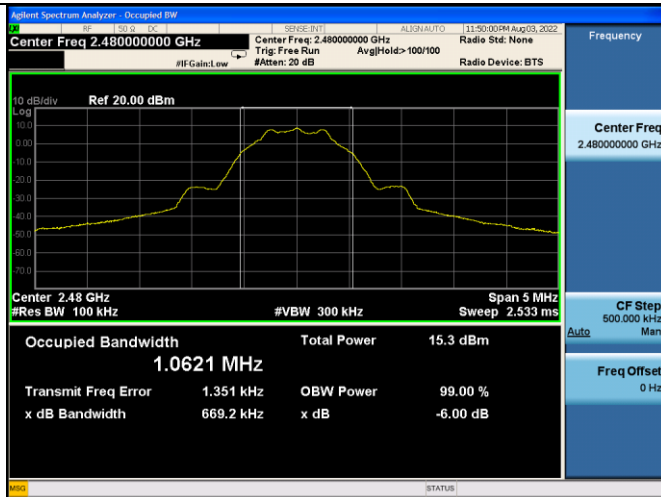 Agilent Spectrum Analyzer - Occupied BW
RF 50 Ω DC SENSE:INT ALIGNAUTO 11:50:00PM Aug 03, 2022
Center Freq 2.480000000 GHz Center Freq: 2.480000000 GHz Radio Std: None
Trig: Free Run Avg|Hold:> 100/100
#IFGain:Low #Atten: 20 dB Radio Device: BTS
Frequency
10 dB/div Ref 20.00 dBm
Log
10.0
0.00
-10.0
-20.0
-30.0
-40.0
-50.0
-60.0
-70.0
Center 2.48 GHz Span 5 MHz
#Res BW 100 kHz #VBW 300 kHz Sweep 2.533 ms
Occupied Bandwidth Total Power 15.3 dBm
1.0621 MHz
Transmit Freq Error 1.351 kHz OBW Power 99.00 %
x dB Bandwidth 669.2 kHz x dB -6.00 dB
Center Freq
2.480000000 GHz
CF Step
500.000 kHz
Auto Man
Freq Offset
0 Hz
MSG STATUS